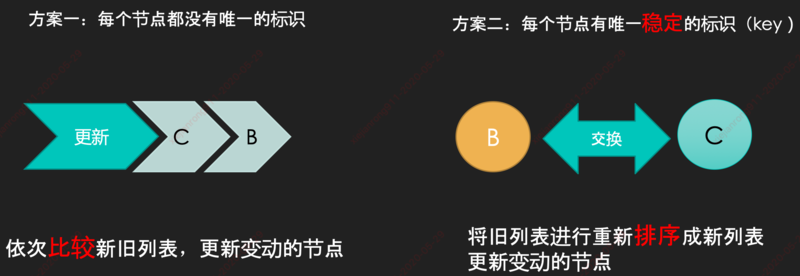 方案一：每个节点都没有唯一的标识
更新
C
B
依次比较新旧列表，更新变动的节点
方案二：每个节点有唯一稳定的标识（key )
B
交换
C
将旧列表进行重新排序成新列表
更新变动的节点